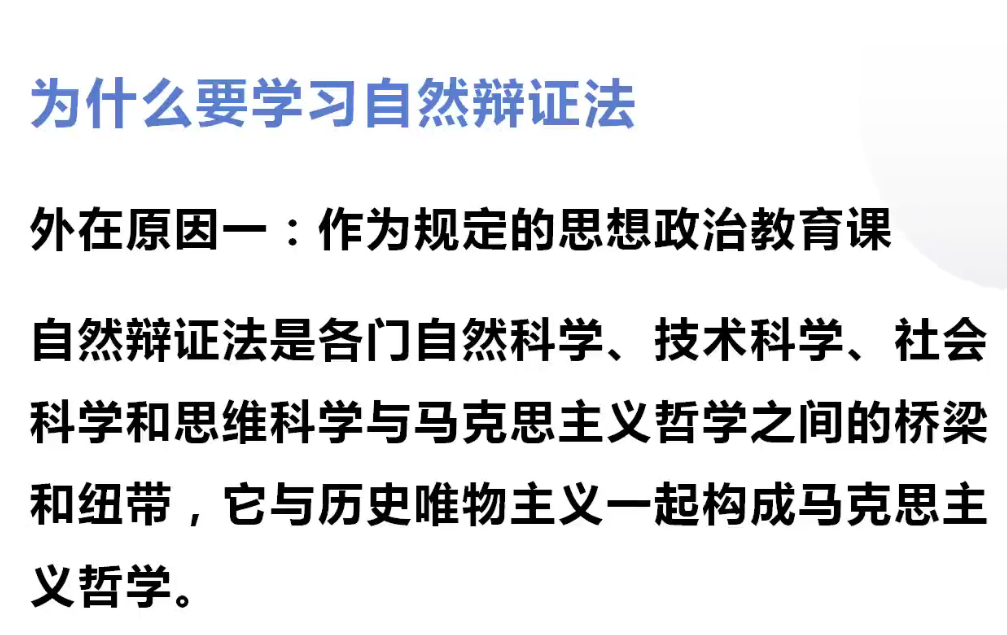 为什么要学习自然辩证法
外在原因一：作为规定的思想政治教育课
自然辩证法是各门自然科学、技术科学、社会
科学和思维科学与马克思主义哲学之间的桥梁
和纽带，它与历史唯物主义一起构成马克思主
义哲学。